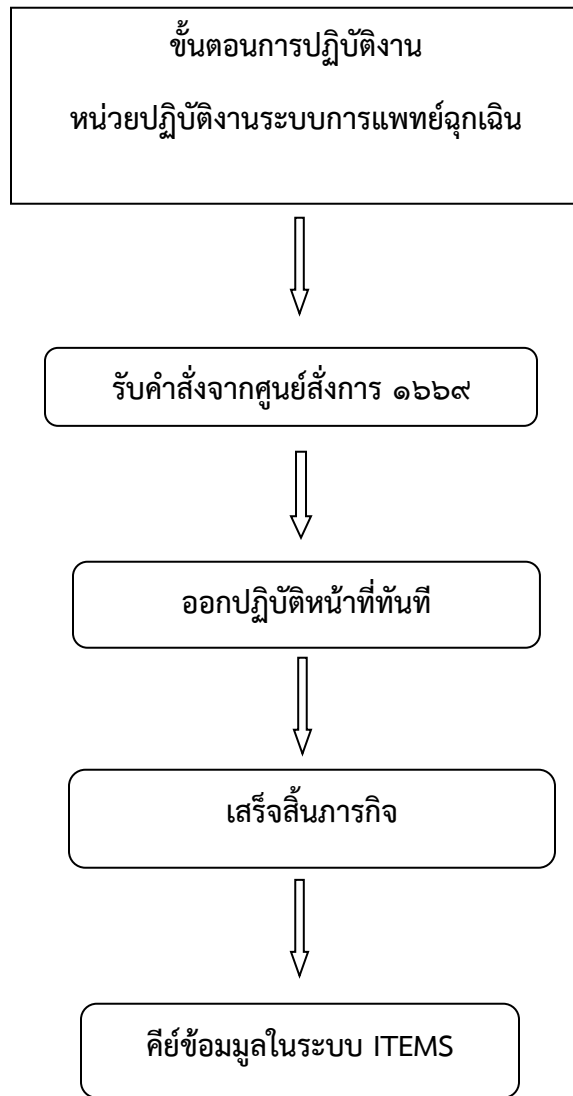 ขั้นตอนการปฏิบัติงาน
หน่วยปฏิบัติงานระบบการแพทย์ฉุกเฉิน
รับคำสั่งจากศูนย์สั่งการ ๑๖๖๙
ออกปฏิบัติหน้าที่ทันที
เสร็จสิ้นภารกิจ
คีย์ข้อมมูลในระบบ ITEMS